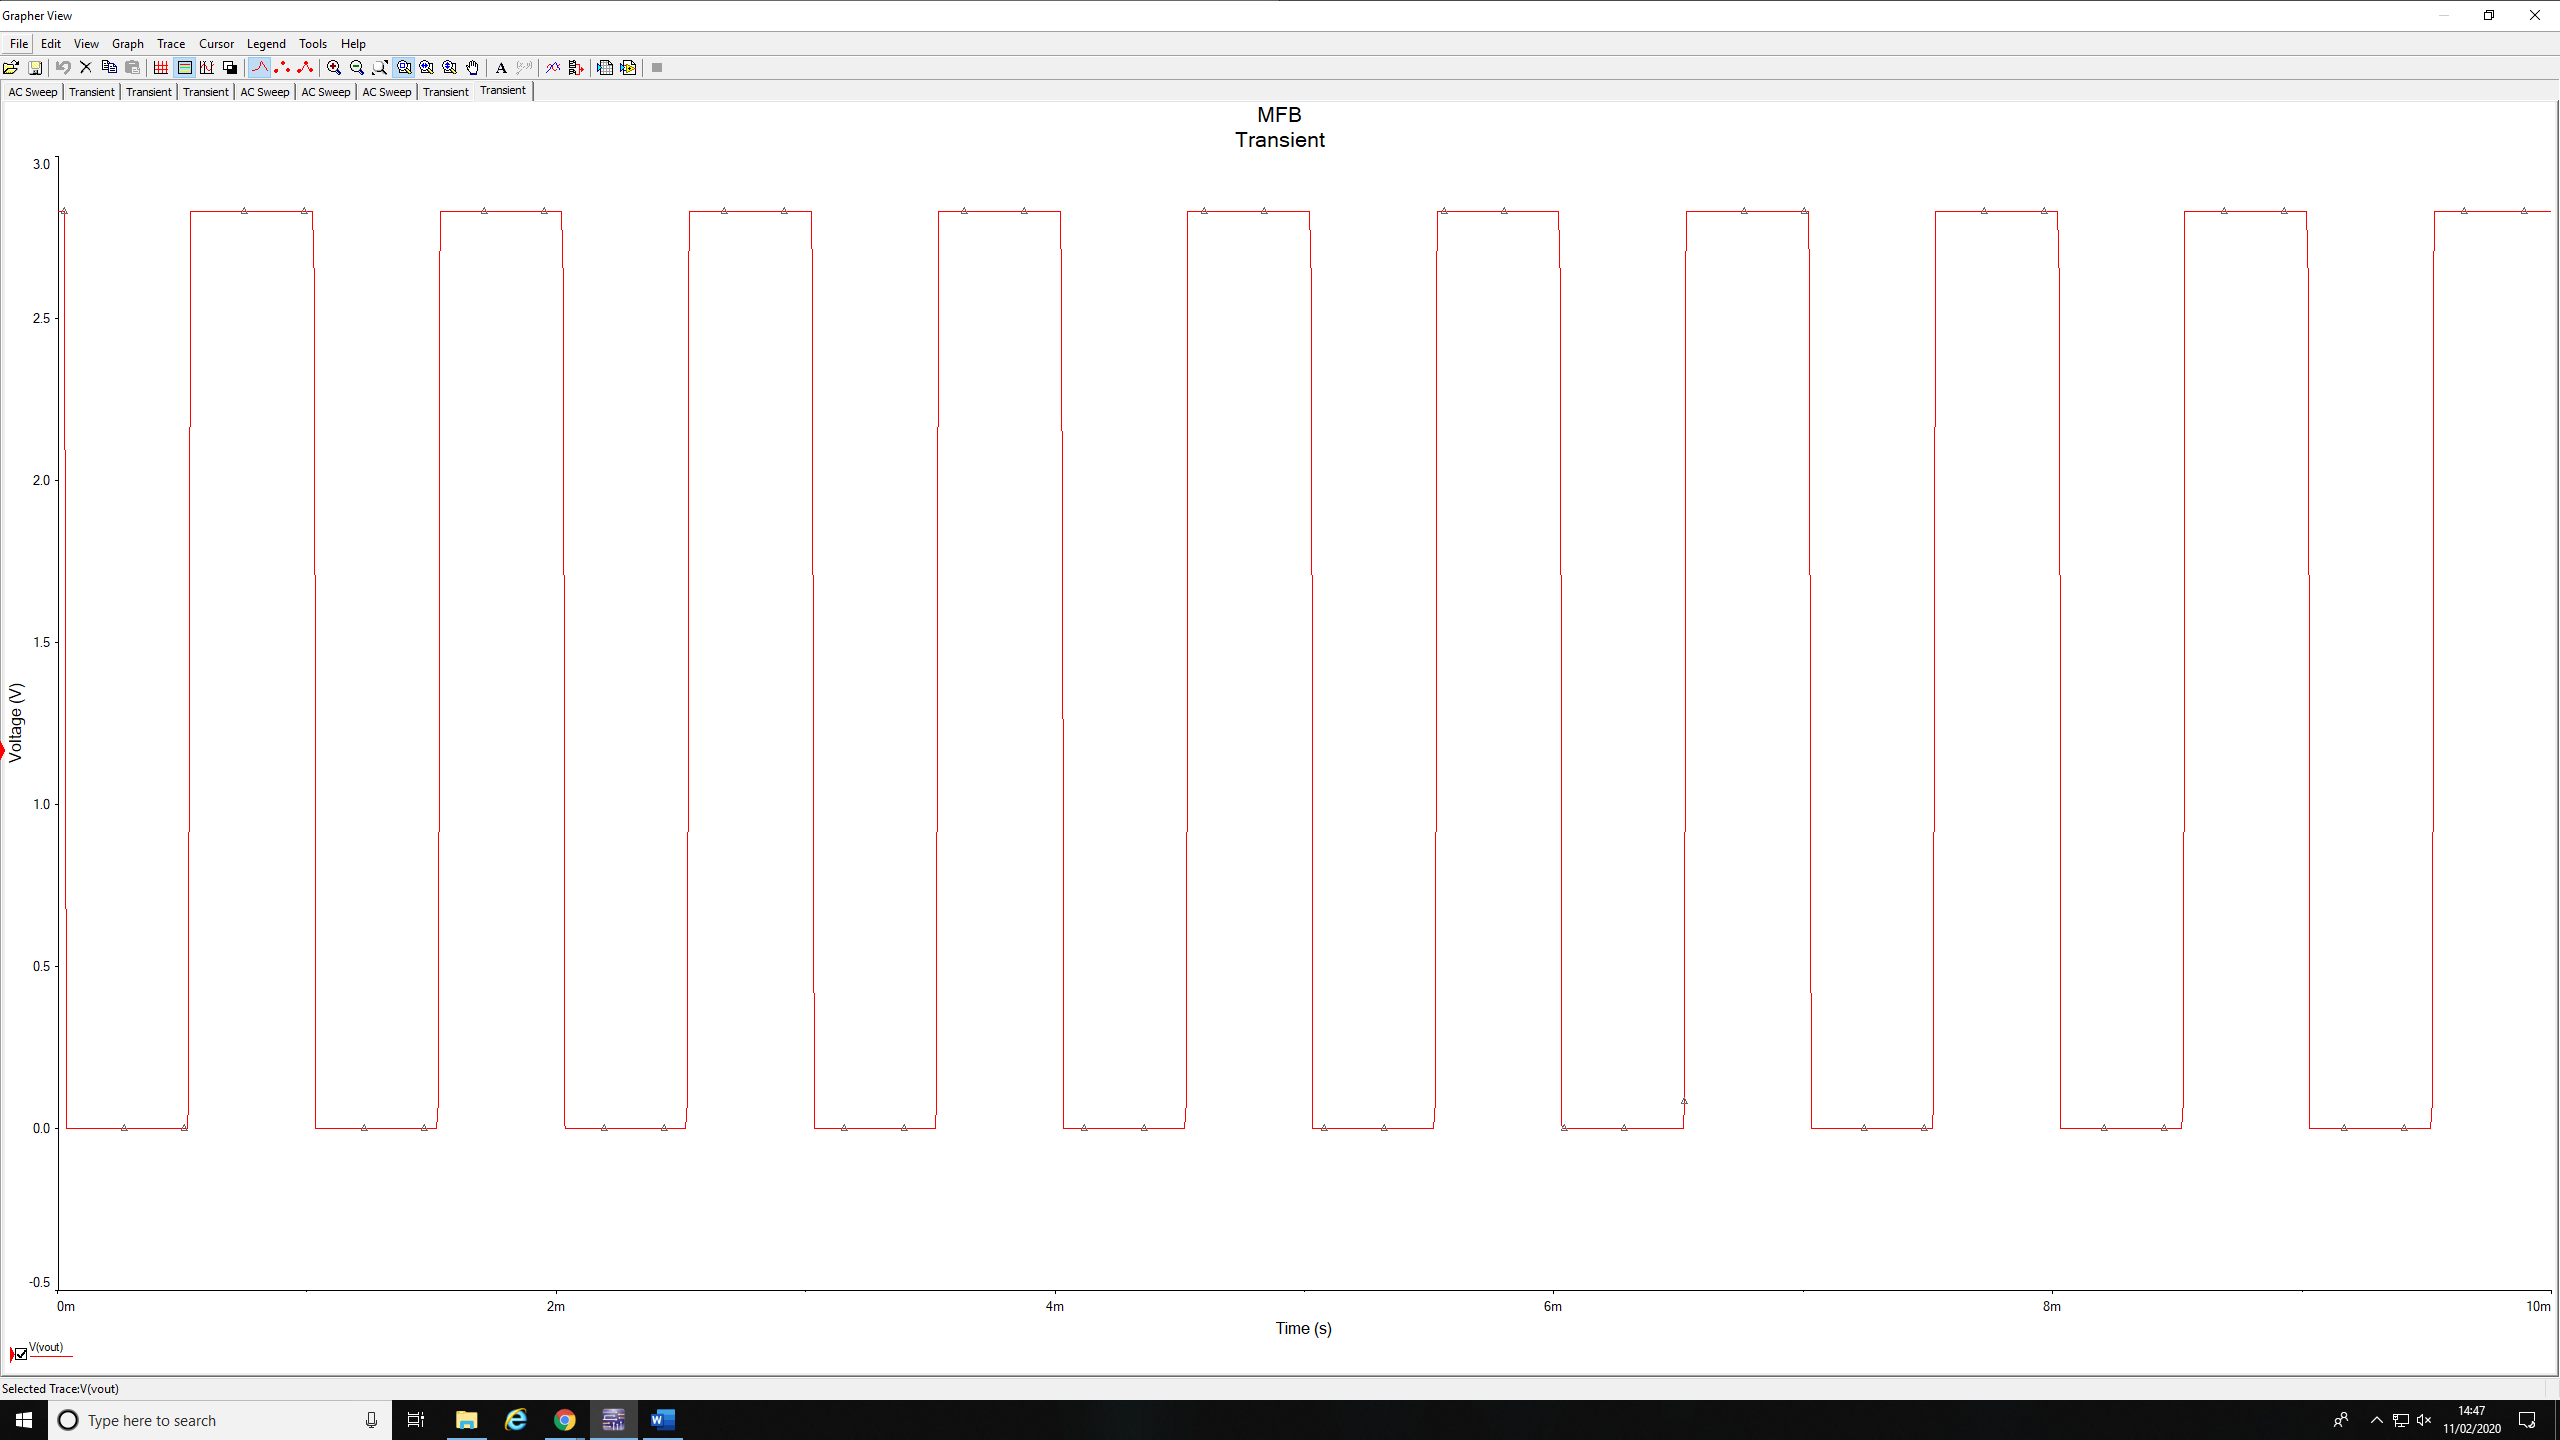 Grapher View
File Edit View Graph Trace Cursor Legend Tools Help
A
AC Sweep Transient Transient Transient AC Sweep AC Sweep AC Sweep Transient Transient
MFB
Transient
3.0
2.5
2.0
1.5
1.0
0.5
0.0
-0.5
Voltage (V)
0m 2m 4m 6m 8m 10m
Time (s)
V(vout)
Selected Trace:V(vout)
Type here to search
14:47
11/02/2020